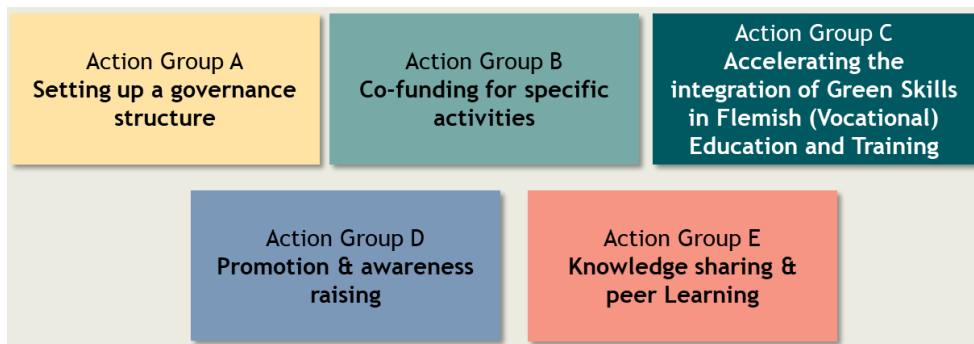 Action Group A
Setting up a governance
structure
Action Group B
Co-funding for specific
activities
Action Group C
Accelerating the
integration of Green Skills
in Flemish (Vocational)
Education and Training
Action Group D
Promotion & awareness
raising
Action Group E
Knowledge sharing &
peer Learning